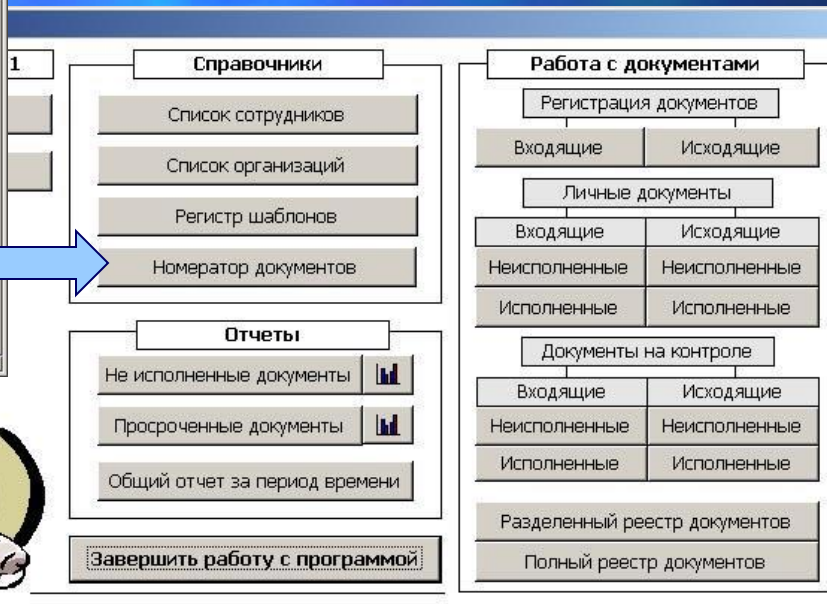 1
Справочники
Список сотрудников
Список организаций
Регистр шаблонов
Номератор документов
Отчеты
Не исполненные документы
Просроченные документы
Общий отчет за период времени
Завершить работу с программой
Работа с документами
Регистрация документов
Входящие Исходящие
Личные документы
Входящие Исходящие
Неисполненные Неисполненные
Исполненные Исполненные
Документы на контроле
Входящие Исходящие
Неисполненные Неисполненные
Исполненные Исполненные
Разделенный реестр документов
Полный реестр документов